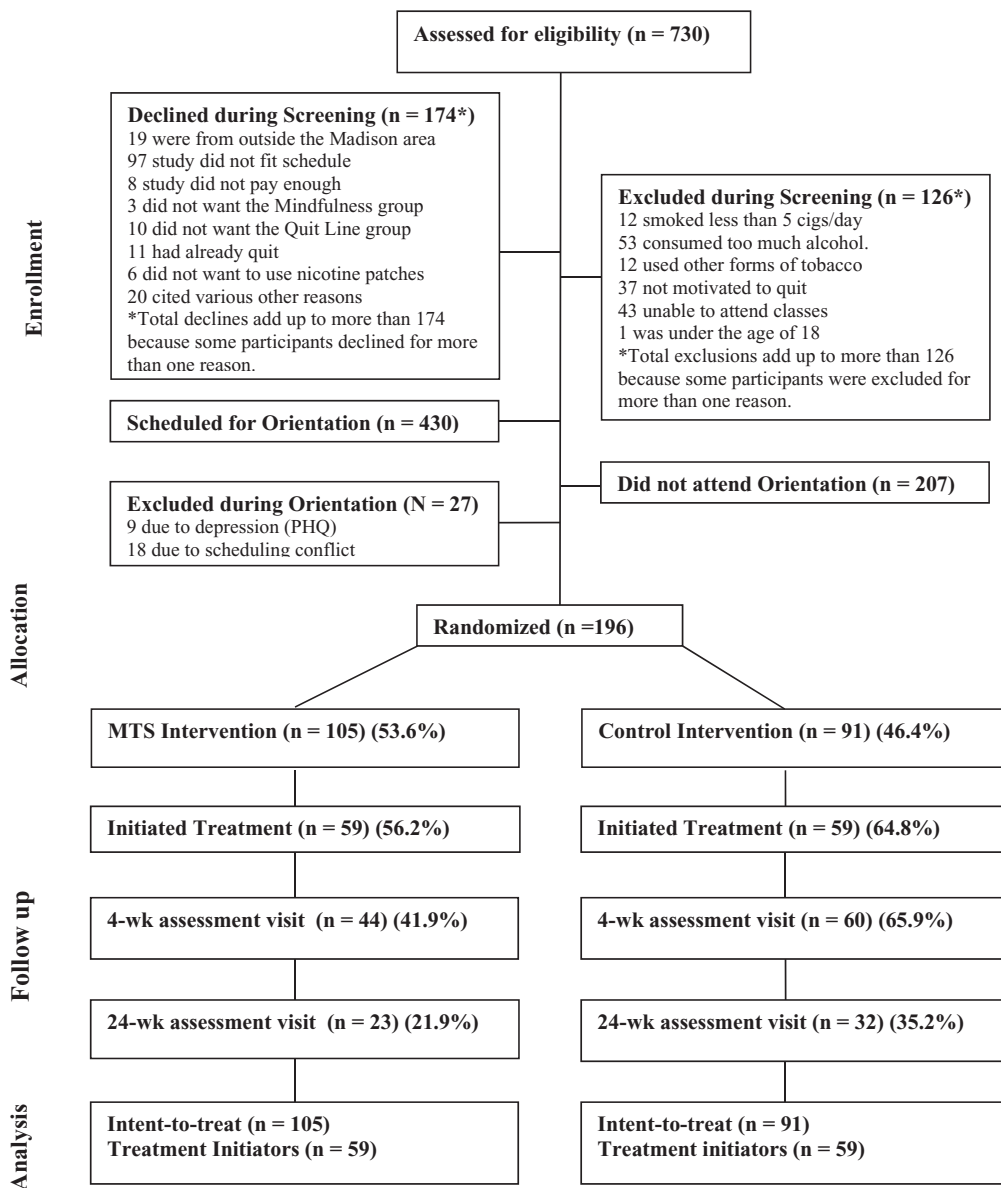 Assessed for eligibility (n = 730)
Enrollment
Declined during Screening (n = 174*)
19 were from outside the Madison area
97 study did not fit schedule
8 study did not pay enough
3 did not want the Mindfulness group
10 did not want the Quit Line group
11 had already quit
6 did not want to use nicotine patches
20 cited various other reasons
*Total declines add up to more than 174
because some participants declined for more
than one reason.
Excluded during Screening (n = 126*)
12 smoked less than 5 cigs/day
53 consumed too much alcohol.
12 used other forms of tobacco
37 not motivated to quit
43 unable to attend classes
1 was under the age of 18
*Total exclusions add up to more than 126
because some participants were excluded for
more than one reason.
Scheduled for Orientation (n = 430)
Did not attend Orientation (n = 207)
Excluded during Orientation (N = 27)
9 due to depression (PHQ)
18 due to scheduling conflict
Allocation
Randomized (n =196)
MTS Intervention (n = 105) (53.6%)
Control Intervention (n = 91) (46.4%)
Initiated Treatment (n = 59) (56.2%)
Initiated Treatment (n = 59) (64.8%)
Follow up
4-wk assessment visit (n = 44) (41.9%)
4-wk assessment visit (n = 60) (65.9%)
24-wk assessment visit (n = 23) (21.9%)
24-wk assessment visit (n = 32) (35.2%)
Analysis
Intent-to-treat (n = 105)
Treatment Initiators (n = 59)
Intent-to-treat (n = 91)
Treatment initiators (n = 59)